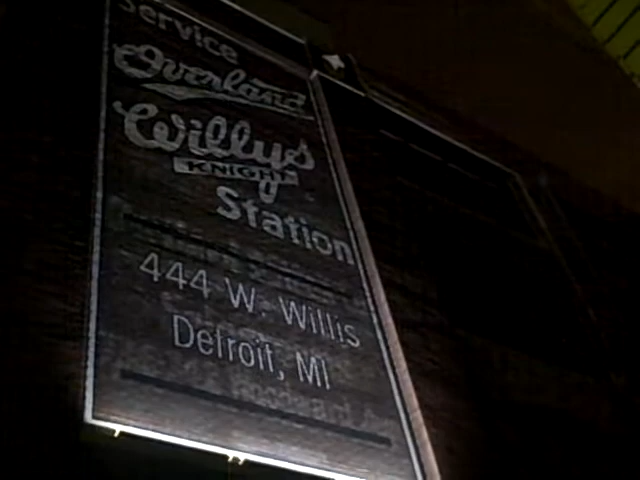 Service
Overland
Willys
KNIGHT
Station
444 W. Willis
Detroit, MI